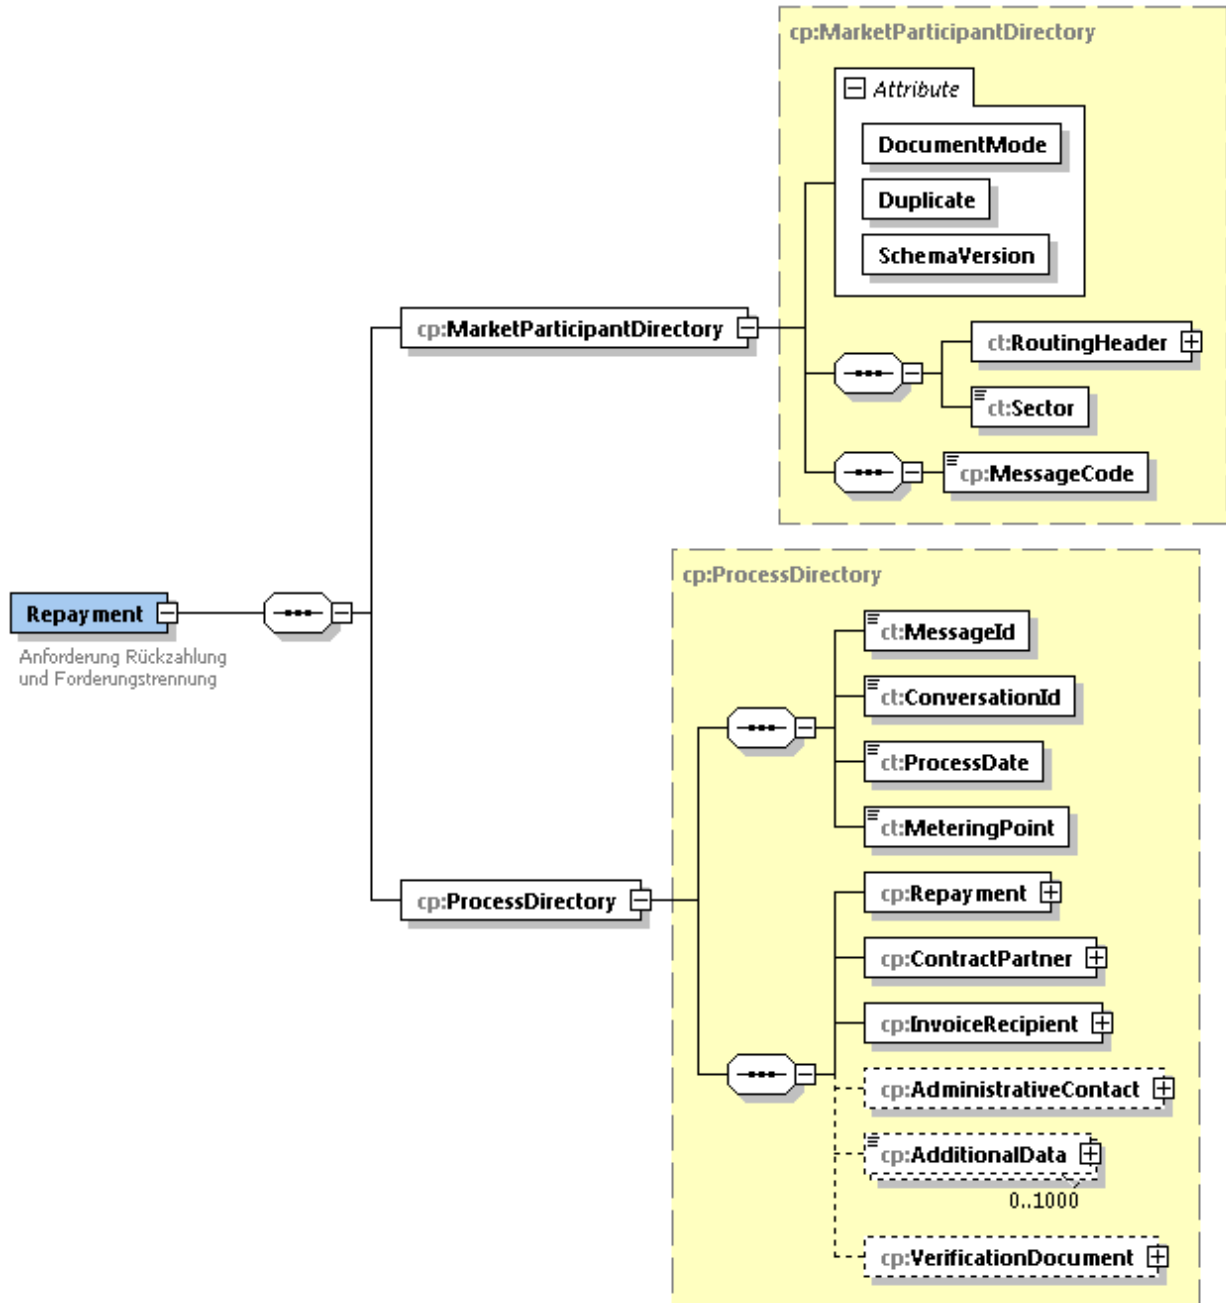 cp:MarketParticipantDirectory
Attribute
DocumentMode
Duplicate
SchemaVersion
cp:MarketParticipantDirectory
ct:RoutingHeader
ct:Sector
cp:MessageCode
cp:ProcessDirectory
Repayment
Anforderung Rückzahlung
und Forderungstrennung
ct:MessageId
ct:ConversationId
ct:ProcessDate
ct:MeteringPoint
cp:ProcessDirectory
cp:Repayment
cp:ContractPartner
cp:InvoiceRecipient
cp:AdministrativeContact
cp:AdditionalData
0..1000
cp:VerificationDocument